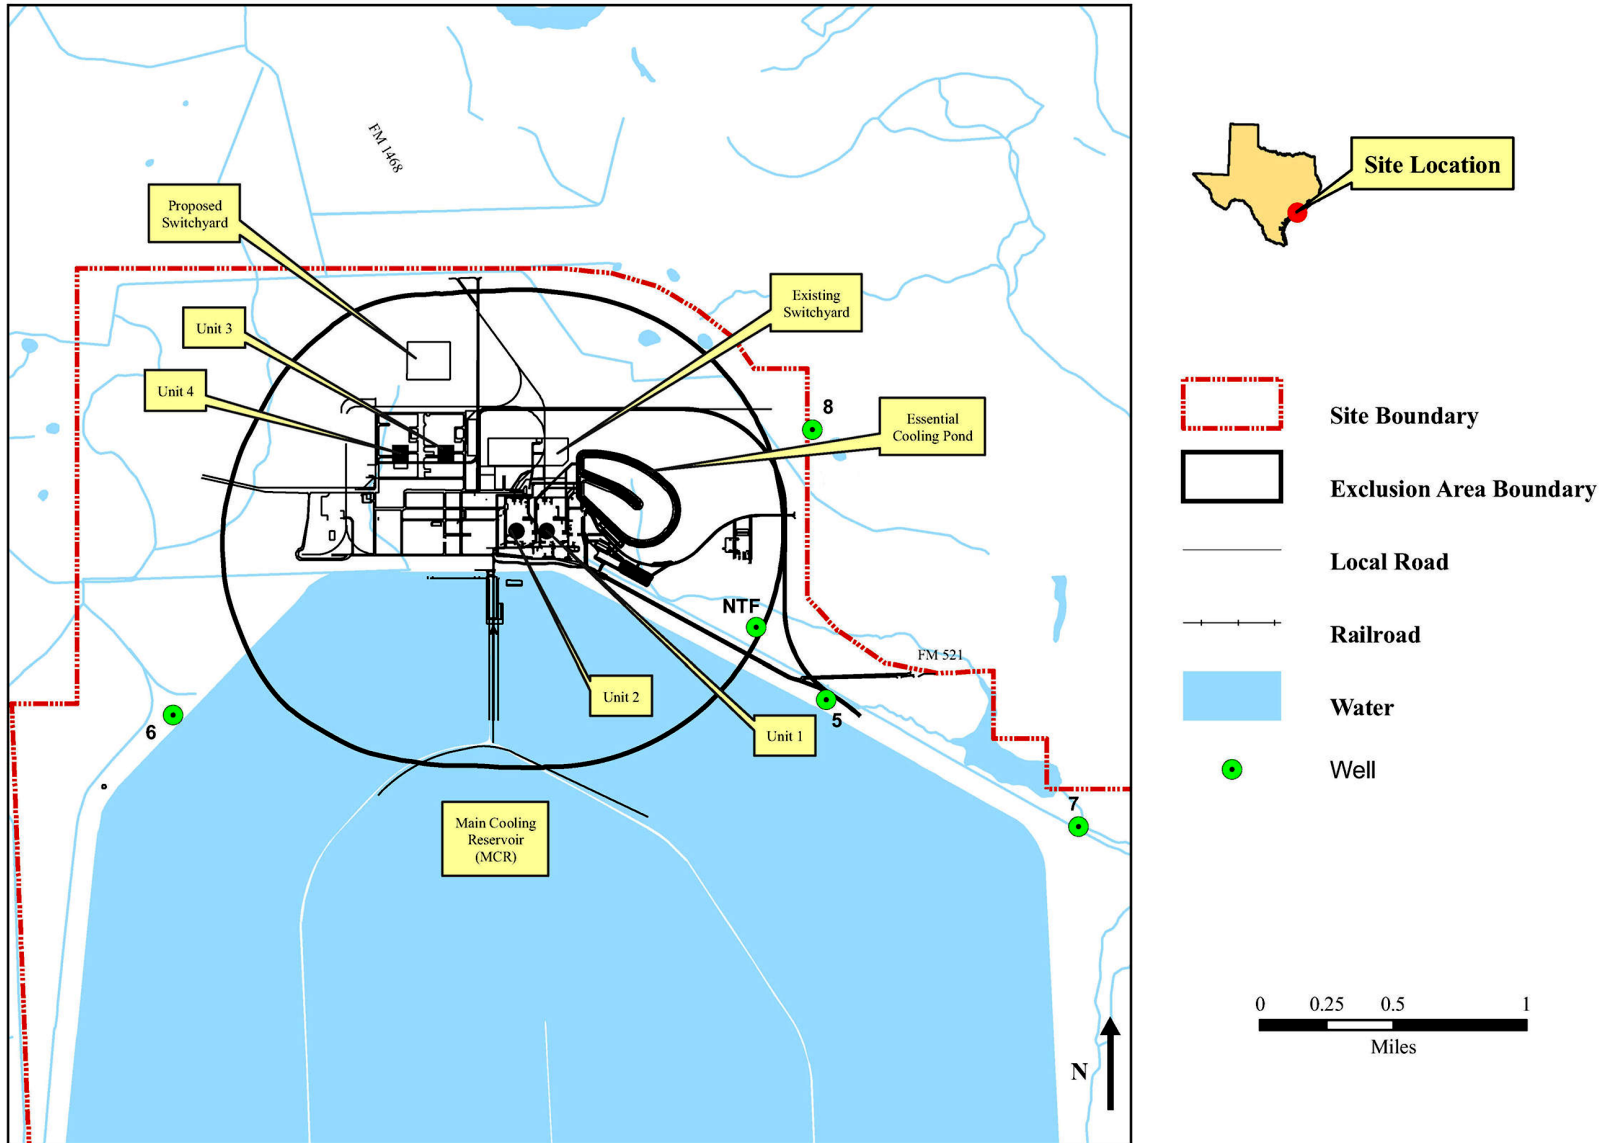 FM 1468
Proposed
Switchyard
Unit 3
Unit 4
Existing
Switchyard
8
Essential
Cooling Pond
NTF
FM 521
5
6
Unit 2
Unit 1
7
Main Cooling
Reservoir
(MCR)
N
Site Location
Site Boundary
Exclusion Area Boundary
Local Road
Railroad
Water
Well
0 0.25 0.5 1
Miles